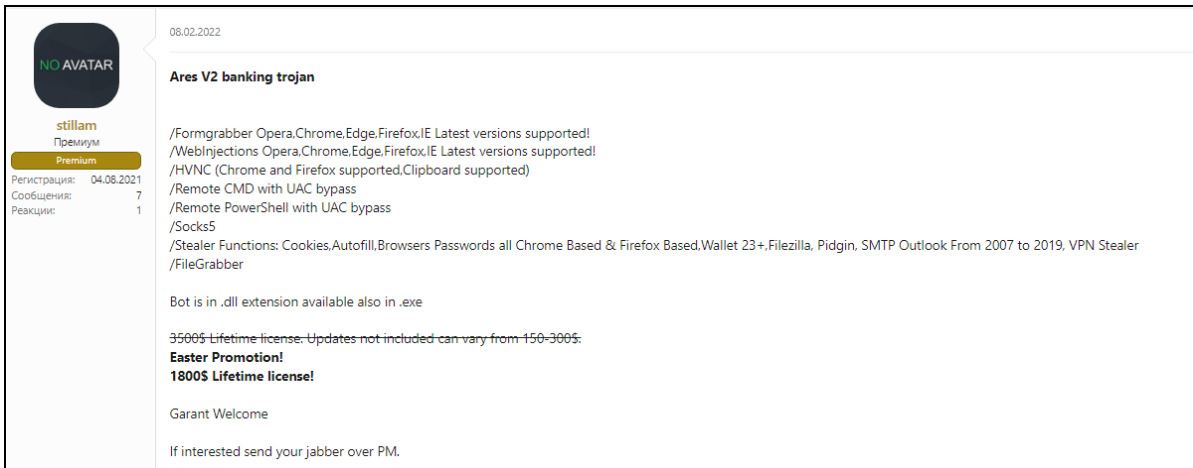 08.02.2022
NO AVATAR
stillam
Премиум
Premium
Регистрация: 04.08.2021
Сообщения: 7
Реакции: 1
Ares V2 banking trojan
/Formgrabber Opera,Chrome,Edge,Firefox,IE Latest versions supported!
/WebInjections Opera,Chrome,Edge,Firefox,IE Latest versions supported!
/HVNC (Chrome and Firefox supported,Clipboard supported)
/Remote CMD with UAC bypass
/Remote PowerShell with UAC bypass
/Socks5
/Stealer Functions: Cookies,Autofill,Browsers Passwords all Chrome Based & Firefox Based,Wallet 23+,Filezilla, Pidgin, SMTP Outlook From 2007 to 2019, VPN Stealer
/FileGrabber
Bot is in .dll extension available also in .exe
3500$ Lifetime license. Updates not included can vary from 150-300$.
Easter Promotion!
1800$ Lifetime license!
Garant Welcome
If interested send your jabber over PM.